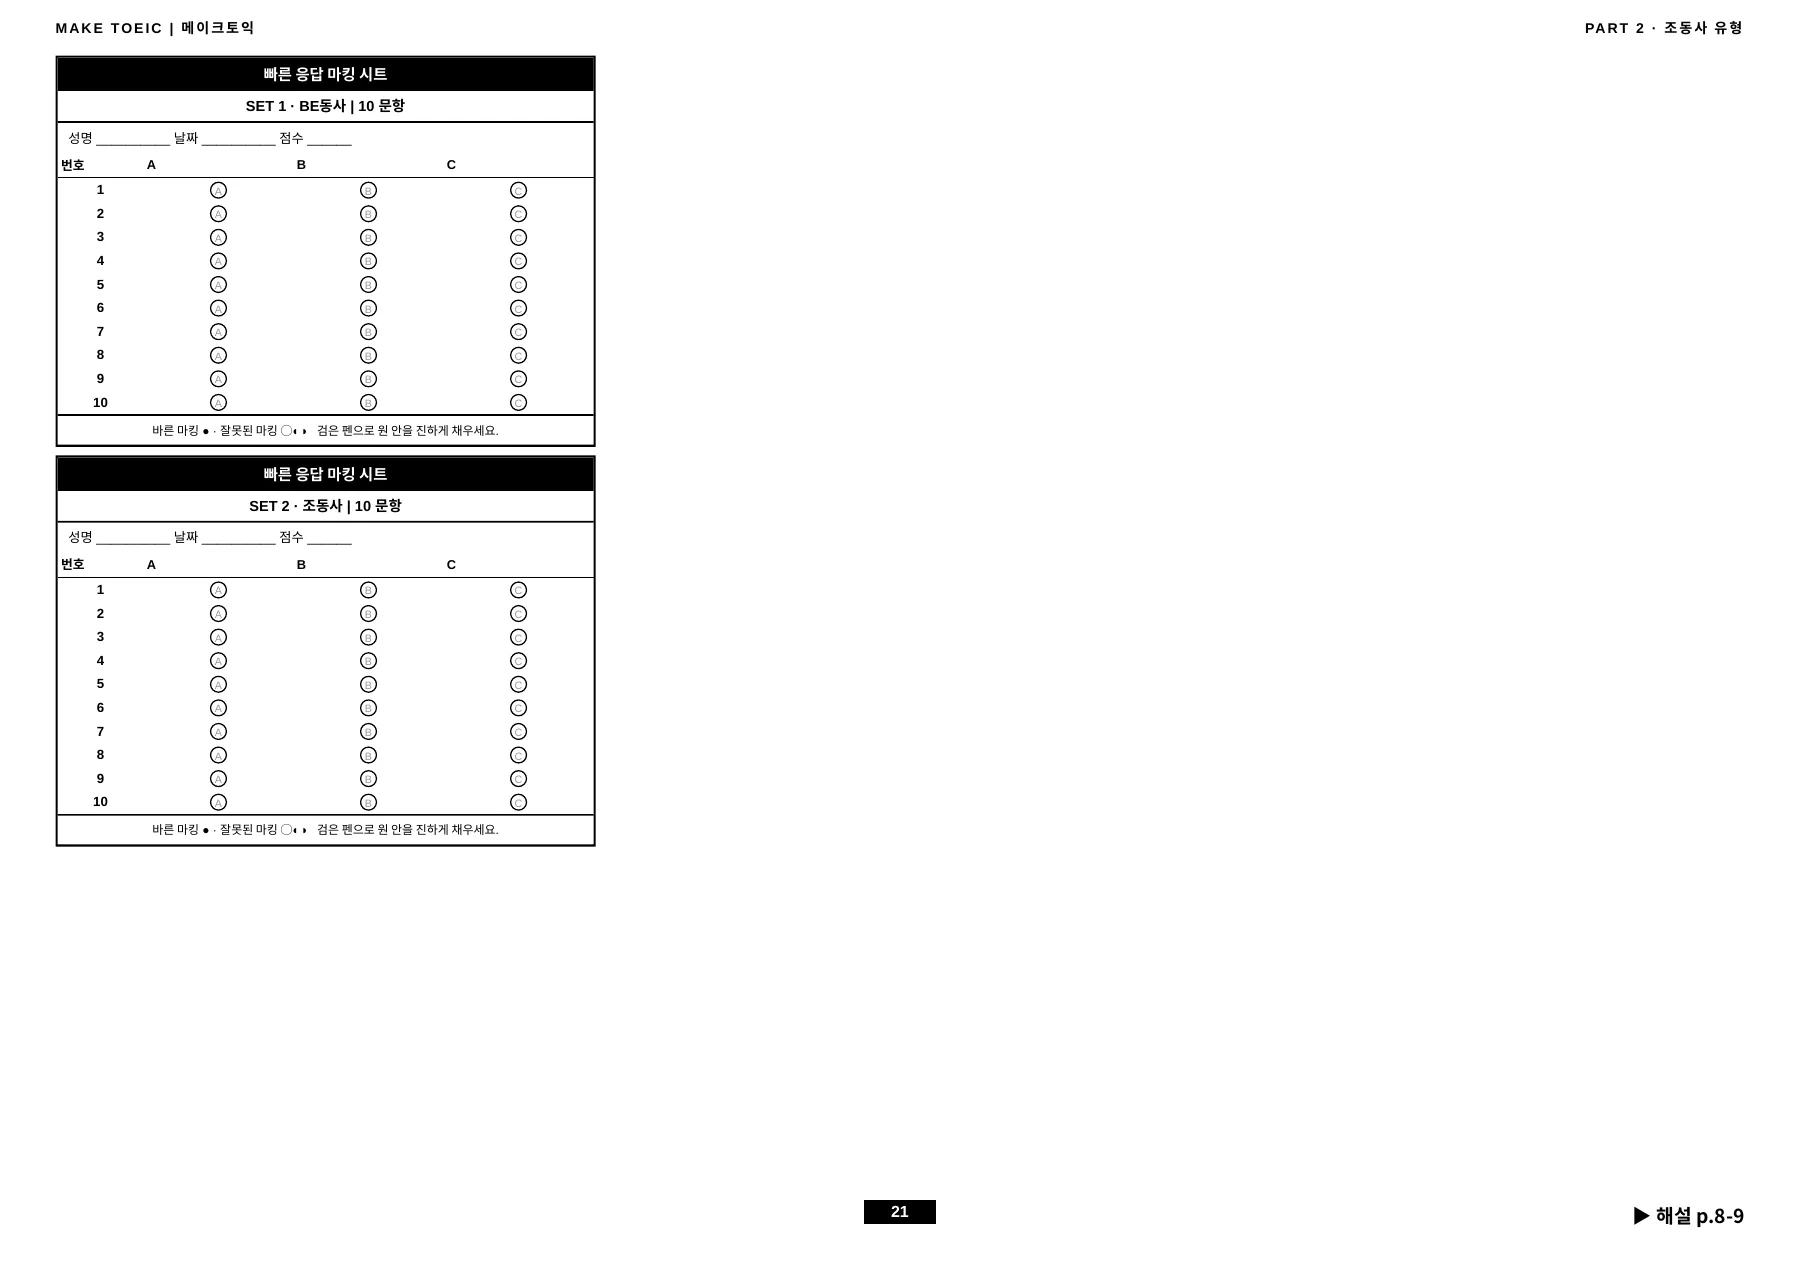 MAKE TOEIC | 메이크토익
PART 2 · 조동사 유형
빠른 응답 마킹 시트
SET 1 · BE동사 | 10 문항
성명 __________ 날짜 __________ 점수 ______
번호 A B C
1 A B C
2 A B C
3 A B C
4 A B C
5 A B C
6 A B C
7 A B C
8 A B C
9 A B C
10 A B C
바른 마킹 ● · 잘못된 마킹 ◯◖◗ 검은 펜으로 원 안을 진하게 채우세요.
빠른 응답 마킹 시트
SET 2 · 조동사 | 10 문항
성명 __________ 날짜 __________ 점수 ______
번호 A B C
1 A B C
2 A B C
3 A B C
4 A B C
5 A B C
6 A B C
7 A B C
8 A B C
9 A B C
10 A B C
바른 마킹 ● · 잘못된 마킹 ◯◖◗ 검은 펜으로 원 안을 진하게 채우세요.
21
▶ 해설 p.8-9